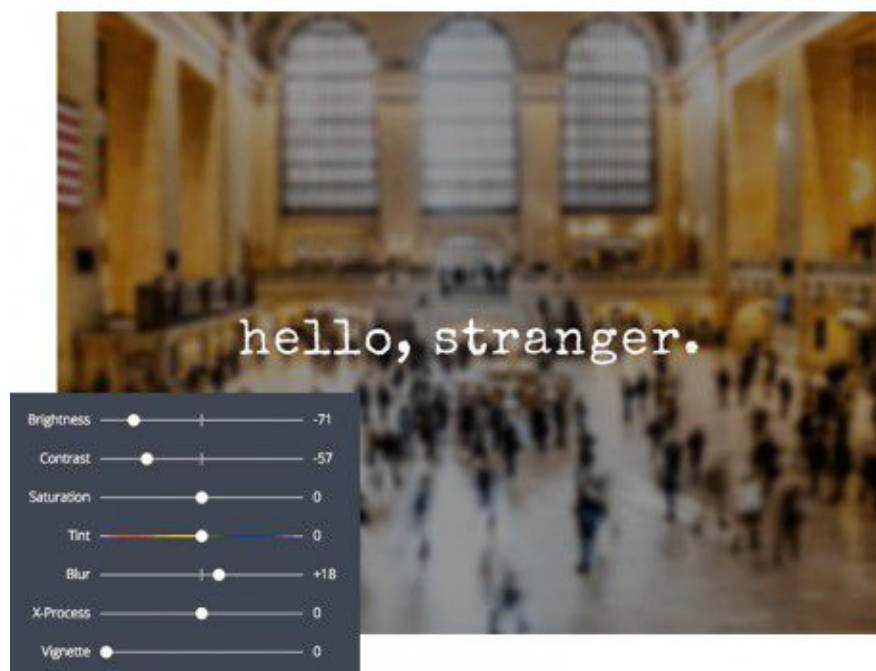 hello, stranger.
Brightness -71
Contrast -57
Saturation 0
Tint 0
Blur +18
X-Process 0
Vignette 0